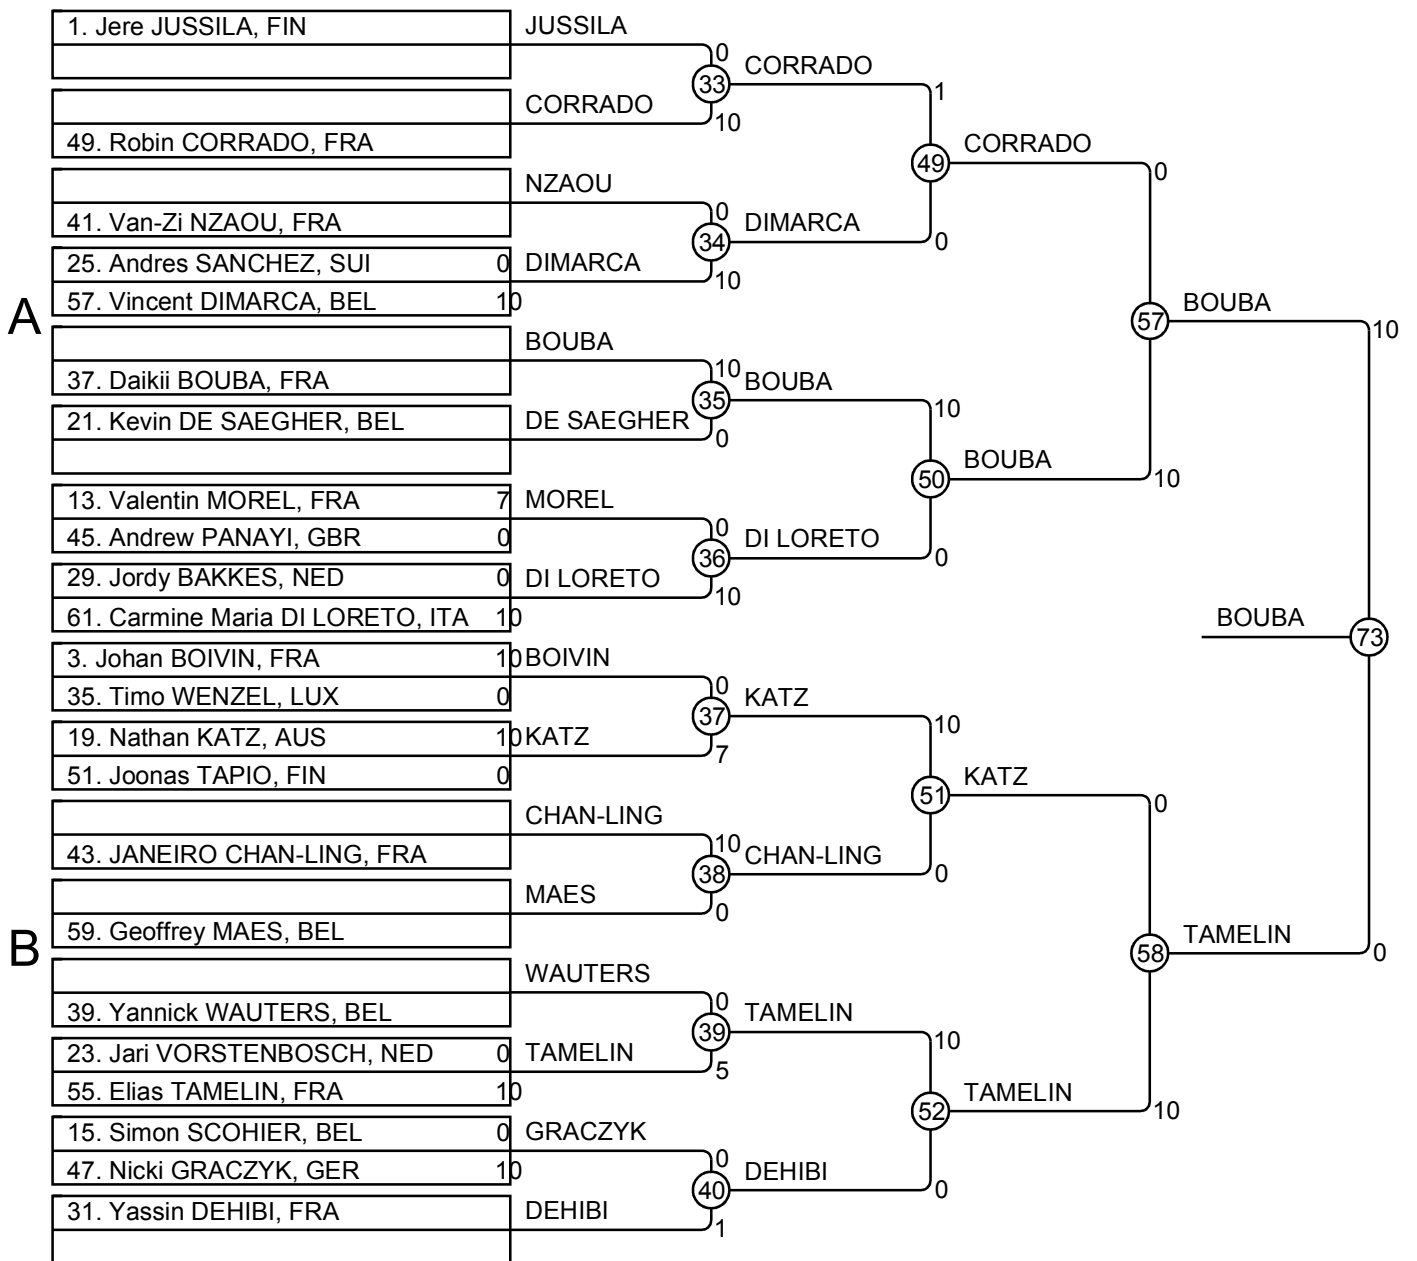 1. Jere JUSSILA, FIN
JUSSILA
0
33
CORRADO
1
CORRADO
10
49. Robin CORRADO, FRA
49
CORRADO
0
NZAOU
41. Van-Zi NZAOU, FRA
0
34
DIMARCA
0
25. Andres SANCHEZ, SUI 0
DIMARCA
10
57. Vincent DIMARCA, BEL 10
A
57
BOUBA
10
BOUBA
37. Daikii BOUBA, FRA
10
35
BOUBA
10
21. Kevin DE SAEGHER, BEL
DE SAEGHER
0
50
BOUBA
10
13. Valentin MOREL, FRA 7
MOREL
45. Andrew PANAYI, GBR 0
0
36
DI LORETO
0
29. Jordy BAKKES, NED 0
DI LORETO
10
61. Carmine Maria DI LORETO, ITA 10
BOUBA
73
3. Johan BOIVIN, FRA 10
BOIVIN
35. Timo WENZEL, LUX 0
0
37
KATZ
10
19. Nathan KATZ, AUS 10
KATZ
7
51. Joonas TAPIO, FIN 0
51
KATZ
0
CHAN-LING
43. JANEIRO CHAN-LING, FRA
10
38
CHAN-LING
0
MAES
0
59. Geoffrey MAES, BEL
B
58
TAMELIN
0
WAUTERS
39. Yannick WAUTERS, BEL
0
39
TAMELIN
10
23. Jari VORSTENBOSCH, NED 0
TAMELIN
5
55. Elias TAMELIN, FRA 10
52
TAMELIN
10
15. Simon SCOHIER, BEL 0
GRACZYK
47. Nicki GRACZYK, GER 10
0
40
DEHIBI
0
31. Yassin DEHIBI, FRA
DEHIBI
1